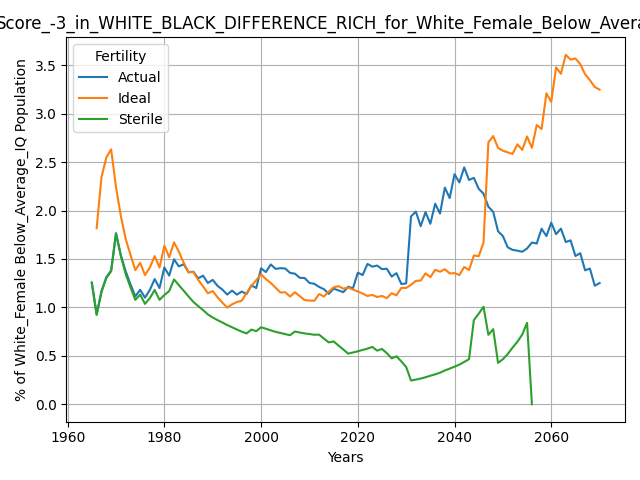 Score_-3_in_WHITE_BLACK_DIFFERENCE_RICH_for_White_Female_Below_Avera
Fertility
Actual
Ideal
Sterile
% of White_Female Below_Average_IQ Population
3.5
3.0
2.5
2.0
1.5
1.0
0.5
0.0
1960 1980 2000 2020 2040 2060
Years